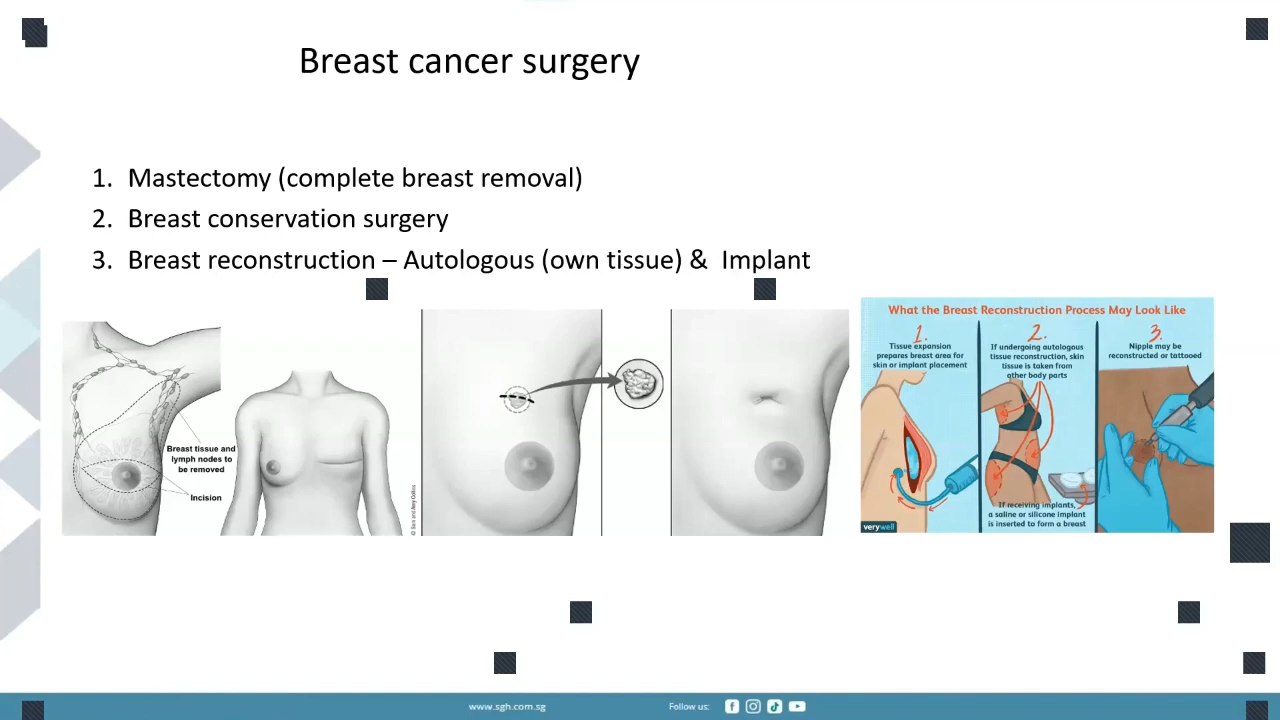 Breast cancer surgery
1. Mastectomy (complete breast removal)
2. Breast conservation surgery
3. Breast reconstruction – Autologous (own tissue) & Implant
Breast tissue and
lymph nodes to
be removed
Incision
© Sam and Amy Collins
What the Breast Reconstruction Process May Look Like
1.
Tissue expansion
prepares breast area for
skin or implant placement
2.
If undergoing autologous
tissue reconstruction, skin
tissue is taken from
other body parts
If receiving implants,
a saline or silicone implant
is inserted to form a breast
3.
Nipple may be
reconstructed or tattooed
verywell
www.sgh.com.sg
Follow us: